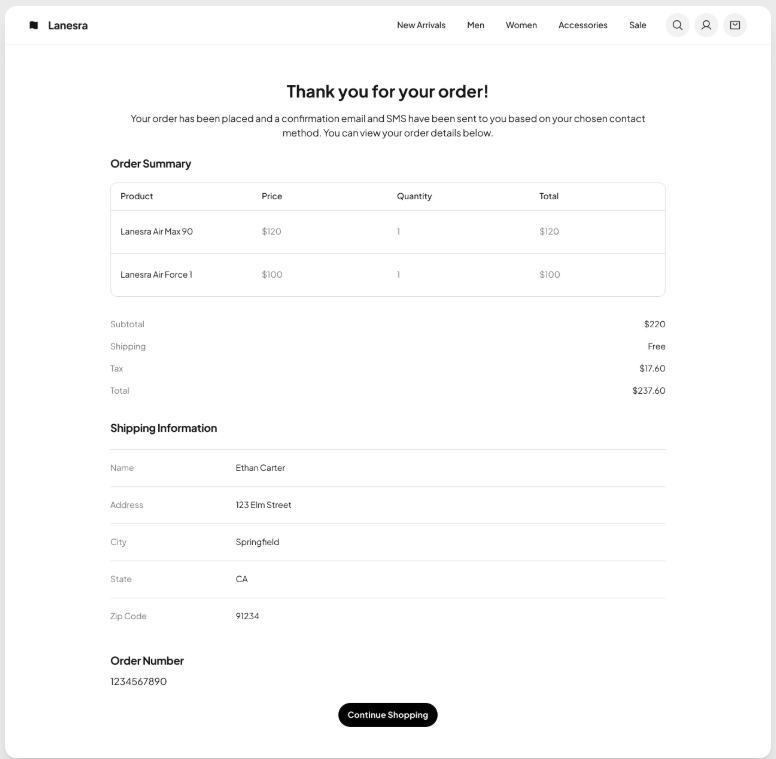 Lanesra
New Arrivals Men Women Accessories Sale
Thank you for your order!
Your order has been placed and a confirmation email and SMS have been sent to you based on your chosen contact
method. You can view your order details below.
Order Summary
Product Price Quantity Total
Lanesra Air Max 90 $120 1 $120
Lanesra Air Force 1 $100 1 $100
Subtotal $220
Shipping Free
Tax $17.60
Total $237.60
Shipping Information
Name Ethan Carter
Address 123 Elm Street
City Springfield
State CA
Zip Code 91234
Order Number
1234567890
Continue Shopping